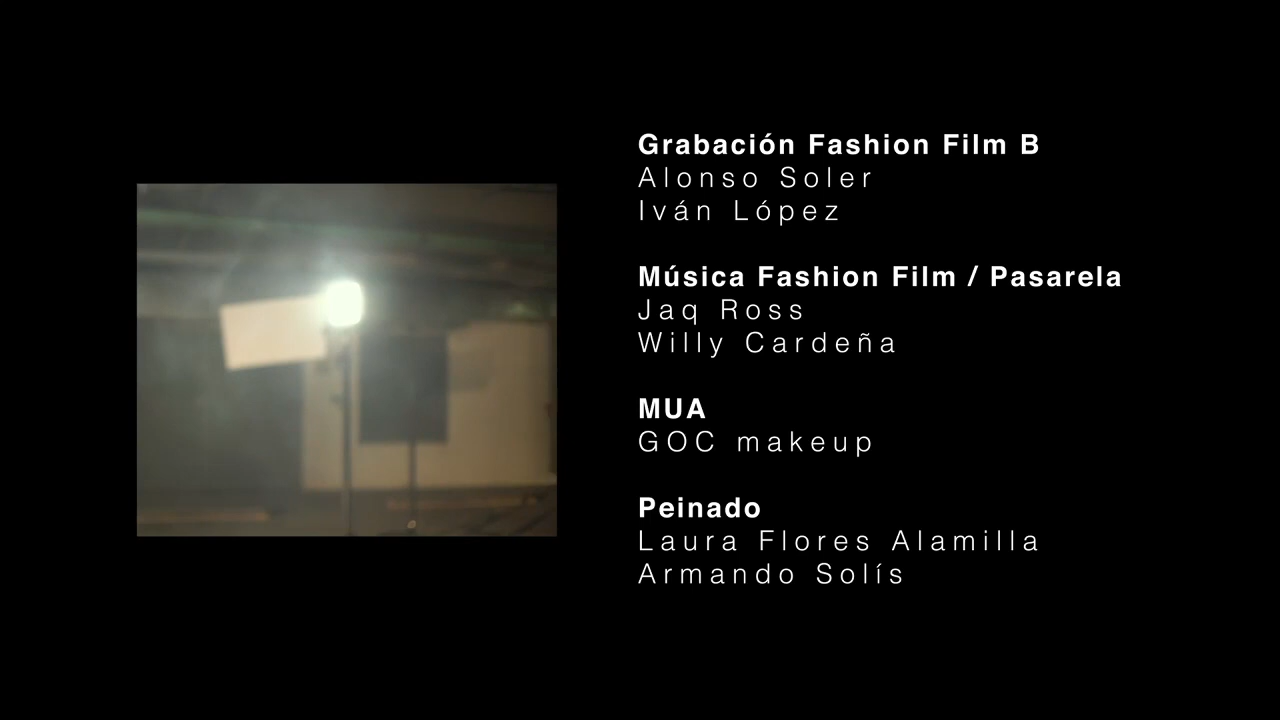 Grabación Fashion Film B
Alonso Soler
Iván López
Música Fashion Film / Pasarela
Jaq Ross
Willy Cardeña
MUA
GOC makeup
Peinado
Laura Flores Alamilla
Armando Solís